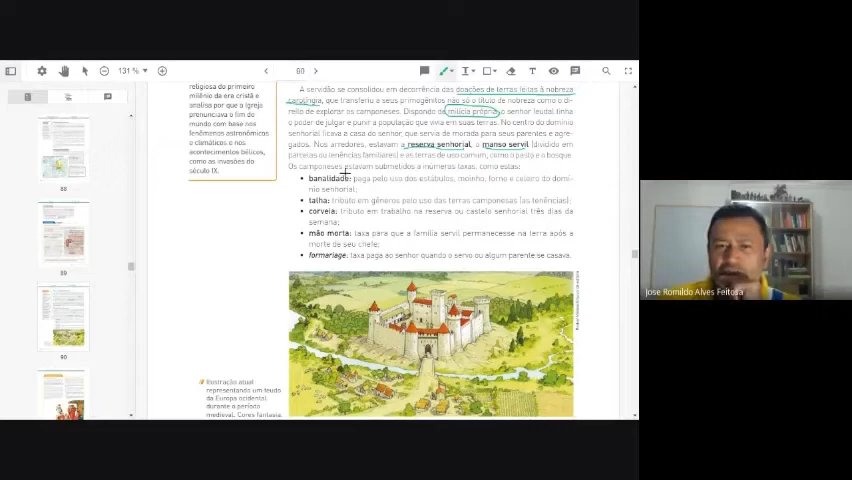 131 %
90
religiosa do primeiro
milênio da era cristã e
analisa por que a Igreja
prenunciava o fim do
mundo com base nos
fenômenos astronômicos
e climáticos e nos
acontecimentos bélicos,
como as invasões do
século IX.
88
89
90
A servidão se consolidou em decorrência das doações de terras feitas à nobreza
carolíngia, que transferiu a seus primogênitos não só o título de nobreza como o di-
reito de explorar os camponeses. Dispondo de milícia própria, o senhor feudal tinha
o poder de julgar e punir a população que vivia em suas terras. No centro do domínio
senhorial ficava a casa do senhor, que servia de morada para seus parentes e agre-
gados. Nos arredores, estavam a reserva senhorial, o manso servil (dividido em
parcelas ou tenências familiares) e as terras de uso comum, como o pasto e o bosque.
Os camponeses estavam submetidos a inúmeras taxas, como estas:
• banalidade: paga pelo uso dos estábulos, moinho, forno e celeiro do domí-
nio senhorial;
• talha: tributo em gêneros pelo uso das terras camponesas (as tenências);
• corveia: tributo em trabalho na reserva ou castelo senhorial três dias da
semana;
• mão morta: taxa para que a família servil permanecesse na terra após a
morte de seu chefe;
• formariage: taxa paga ao senhor quando o servo ou algum parente se casava.
Ilustração atual
representando um feudo
da Europa ocidental
durante o período
medieval. Cores fantasia.
jose Romildo Alves Feitosa